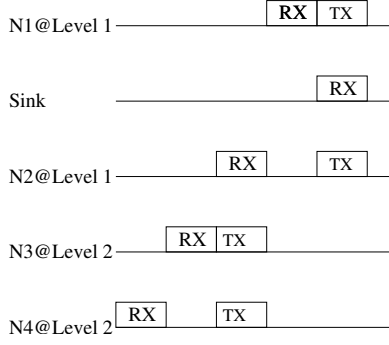 N1@Level 1 RX TX
Sink RX
N2@Level 1 RX TX
N3@Level 2 RX TX
N4@Level 2 RX TX